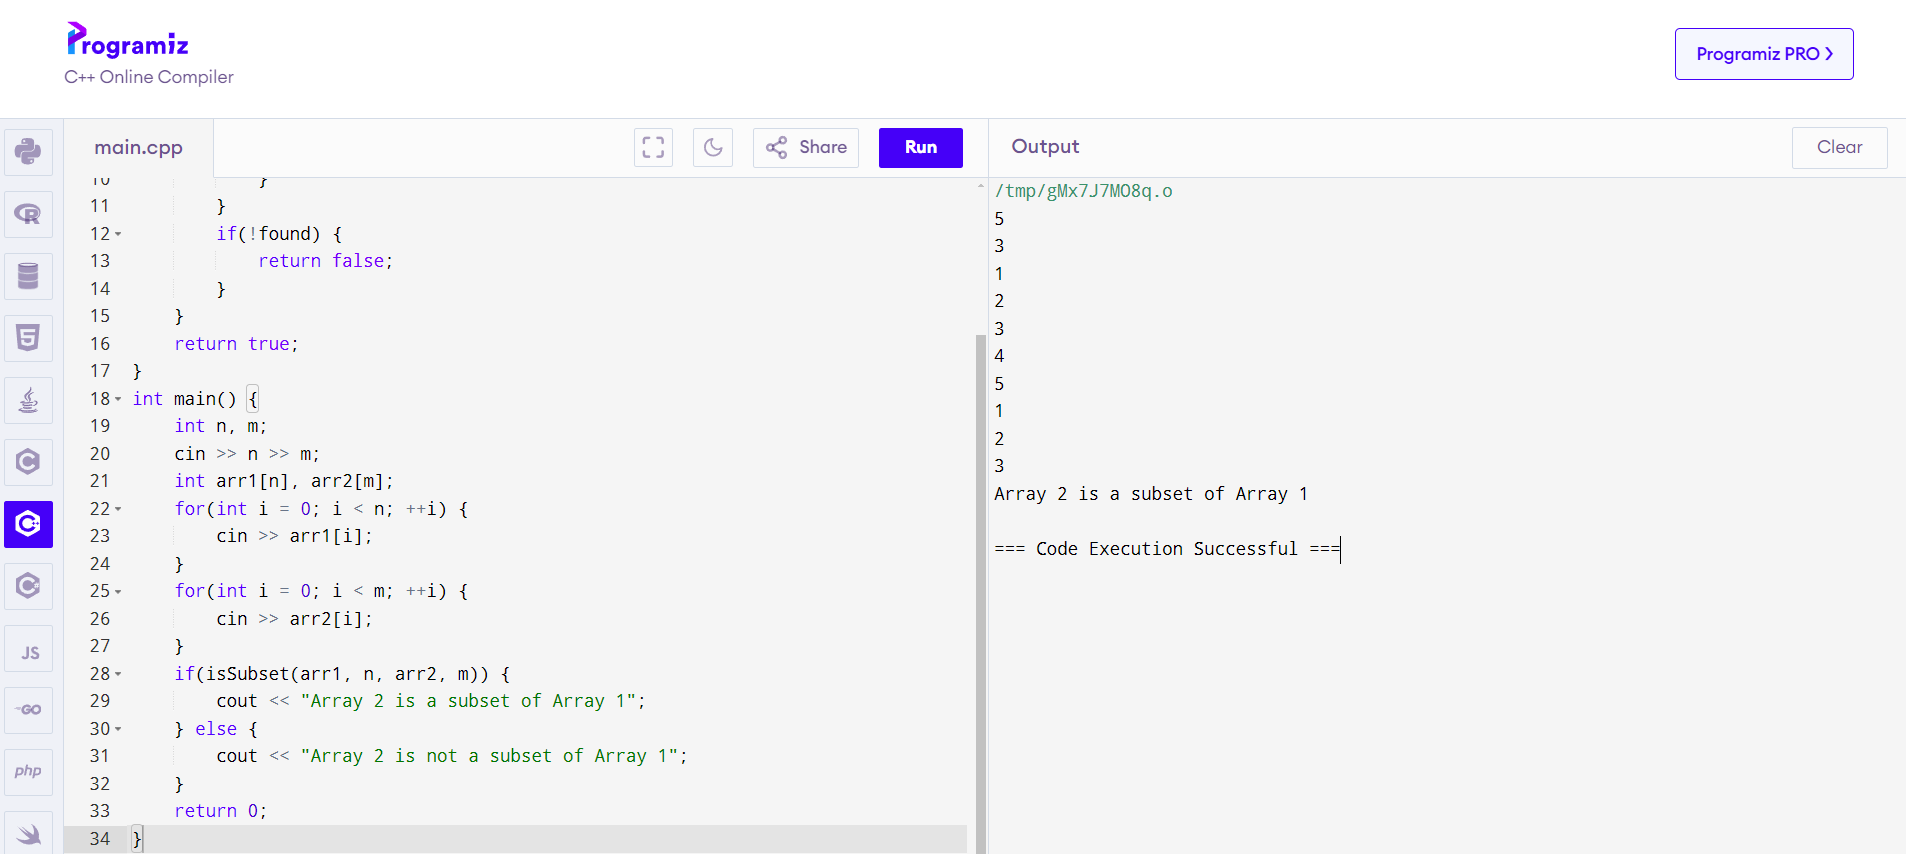 Programiz
C++ Online Compiler
Programiz PRO
main.cpp
Share
Run
Output
Clear
10 }
11 }
12 if(!found) {
13 return false;
14 }
15 }
16 return true;
17 }
18 int main() {
19 int n, m;
20 cin >> n >> m;
21 int arr1[n], arr2[m];
22 for(int i = 0; i < n; ++i) {
23 cin >> arr1[i];
24 }
25 for(int i = 0; i < m; ++i) {
26 cin >> arr2[i];
27 }
28 if(isSubset(arr1, n, arr2, m)) {
29 cout << "Array 2 is a subset of Array 1";
30 } else {
31 cout << "Array 2 is not a subset of Array 1";
32 }
33 return 0;
34 }
/tmp/gMx7J7MO8q.o
5
3
1
2
3
4
5
1
2
3
Array 2 is a subset of Array 1
=== Code Execution Successful ===
R
5
C
C++
C#
JS
GO
php